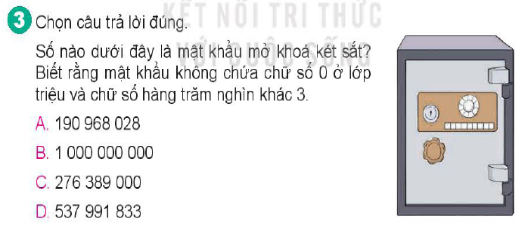 KẾT NỐI TRI THỨC
3 Chọn câu trả lời đúng.
VỚI CUỘC SỐNG
Số nào dưới đây là mật khẩu mở khoá két sắt?
Biết rằng mật khẩu không chứa chữ số 0 ở lớp
triệu và chữ số hàng trăm nghìn khác 3.
A. 190 968 028
B. 1 000 000 000
C. 276 389 000
D. 537 991 833